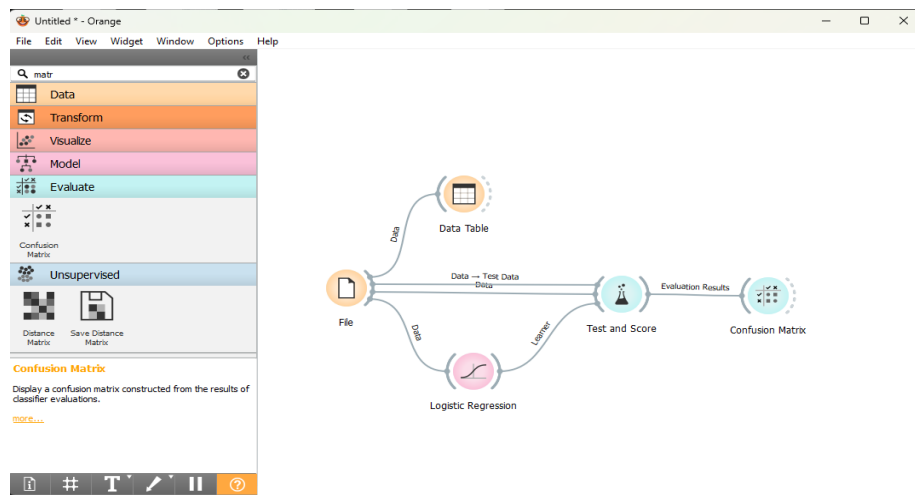 Untitled * - Orange
File Edit View Widget Window Options Help
matr
Data
Transform
Visualize
Model
Evaluate
Confusion
Matrix
Unsupervised
Distance
Matrix
Save Distance
Matrix
Confusion Matrix
Display a confusion matrix constructed from the results of
classifier evaluations.
more...
Data
Data Table
File
Data → Test Data
Data
Data
Logistic Regression
Learner
Test and Score
Evaluation Results
Confusion Matrix